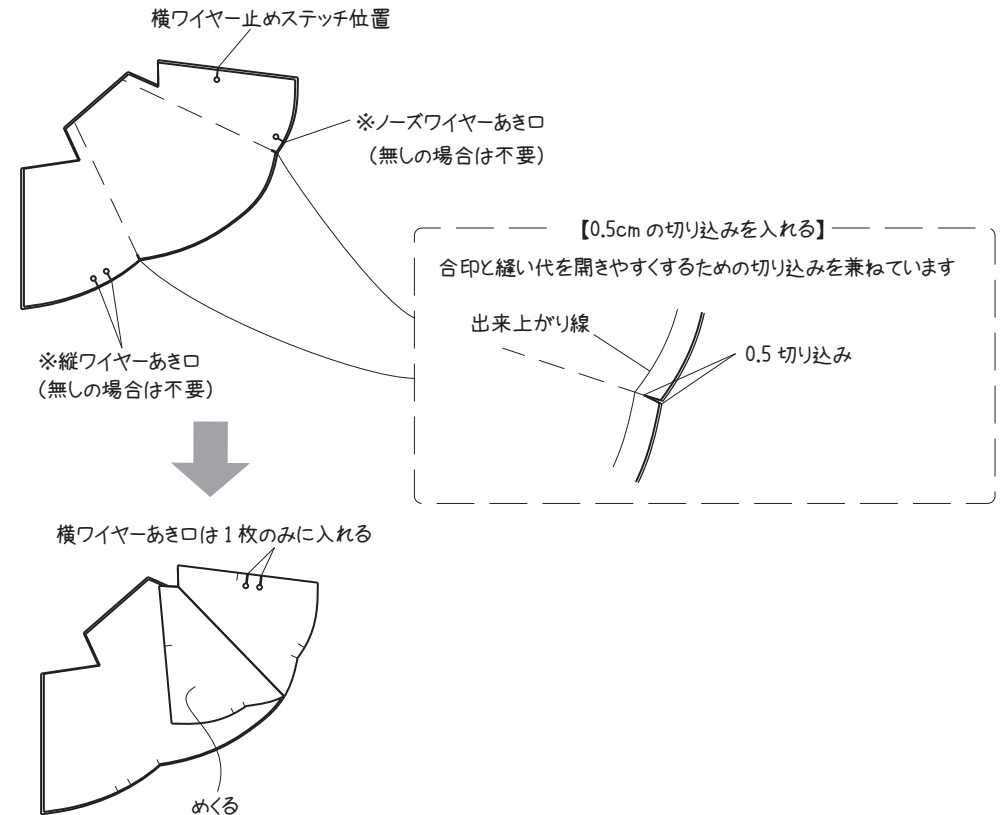 横ワイヤー止めステッチ位置
※ノーズワイヤーあき口
(無しの場合は不要)
【0.5cm の切り込みを入れる】
合印と縫い代を開きやすくするための切り込みを兼ねています
出来上がり線
0.5 切り込み
※縦ワイヤーあき口
(無しの場合は不要)
横ワイヤーあき口は1枚のみに入れる
めくる